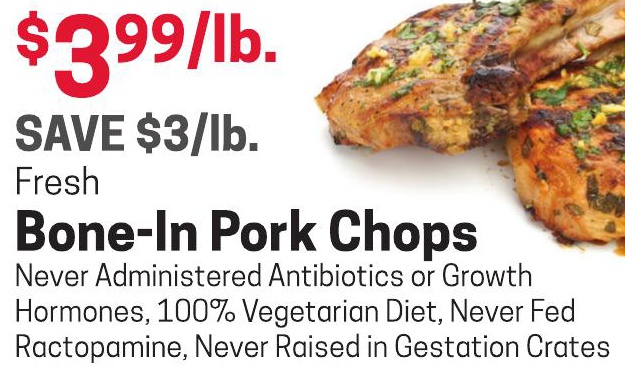 $3.99/lb.
SAVE $3/lb.
Fresh
Bone-In Pork Chops
Never Administered Antibiotics or Growth
Hormones, 100% Vegetarian Diet, Never Fed
Ractopamine, Never Raised in Gestation Crates